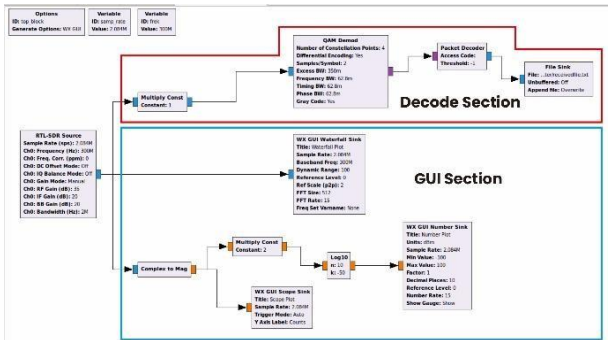 Options
ID: top_block
Generate Options: WX GUI
Variable
ID: samp_rate
Value: 2.084M
Variable
ID: freq
Value: 300M
QAM Demod
Number of Constellation Points: 4
Differential Encoding: Yes
Samples/Symbol: 2
Excess BW: 350m
Frequency BW: 62.8m
Timing BW: 62.8m
Phase BW: 62.8m
Gray Code: Yes
Packet Decoder
Access Code:
Threshold: -1
File Sink
Unbuffered: Off
Append file: Overwrite
Multiply Const
Constant: 3
Decode Section
RTL-SDR Source
Sample Rate (sps): 2.084M
Ch0: Frequency (Hz): 300M
Ch0: Freq. Corr. (ppm): 0
Ch0: DC Offset Mode: Off
Ch0: IQ Balance Mode: Off
Ch0: Gain Mode: Manual
Ch0: RF Gain (dB): 35
Ch0: IF Gain (dB): 20
Ch0: BB Gain (dB): 20
Ch0: Bandwidth (Hz): 2M
WX GUI Waterfall Sink
Title: Waterfall Plot
Sample Rate: 2.084M
Baseband Freq: 300M
Dynamic Range: 100
Reference Level: 0
Ref Scale (p2p): 2
FFT Size: 512
FFT Rate: 15
Freq Set Varname: None
GUI Section
Complex to Mag
Multiply Const
Constant: 2
Log10
n: 10
k: -50
WX GUI Number Sink
Title: Number Plot
Units: dBm
Sample Rate: 2.084M
Min Value: -100
Max Value: 100
Factor: 1
Decimal Places: 10
Reference Level: 0
Number Rate: 15
Show Gauge: Show
WX GUI Scope Sink
Title: Scope Plot
Sample Rate: 2.084M
Trigger Mode: Auto
Y Axis Label: Counts